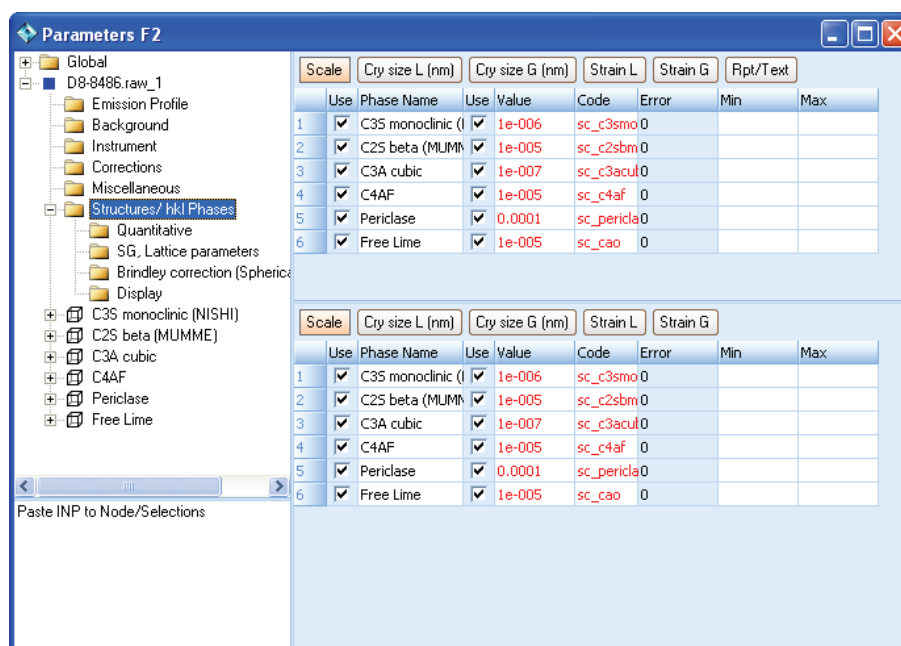 Parameters F2
Global
D8-8486.raw_1
Emission Profile
Background
Instrument
Corrections
Miscellaneous
Structures/ hkl Phases
Quantitative
SG, Lattice parameters
Brindley correction (Spherica
Display
C3S monoclinic (NISHI)
C2S beta (MUMME)
C3A cubic
C4AF
Periclase
Free Lime
Paste INP to Node/Selections
Scale Cry size L (nm) Cry size G (nm) Strain L Strain G Rpt/Text
Use Phase Name Use Value Code Error Min Max
1 C3S monoclinic ( 1e-006 sc_c3smo 0
2 C2S beta (MUMM 1e-005 sc_c2sbm 0
3 C3A cubic 1e-007 sc_c3acul 0
4 C4AF 1e-005 sc_c4af 0
5 Periclase 0.0001 sc_pericla 0
6 Free Lime 1e-005 sc_cao 0
Scale Cry size L (nm) Cry size G (nm) Strain L Strain G
Use Phase Name Use Value Code Error Min Max
1 C3S monoclinic ( 1e-006 sc_c3smo 0
2 C2S beta (MUMM 1e-005 sc_c2sbm 0
3 C3A cubic 1e-007 sc_c3acul 0
4 C4AF 1e-005 sc_c4af 0
5 Periclase 0.0001 sc_pericla 0
6 Free Lime 1e-005 sc_cao 0